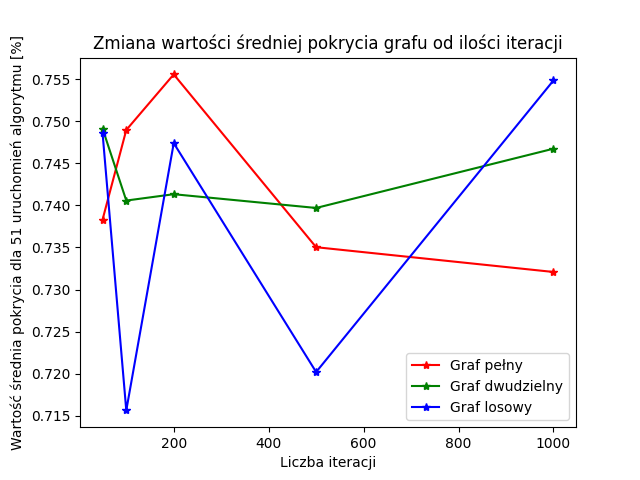 Zmiana wartości średniej pokrycia grafu od ilości iteracji
Wartość średnia pokrycia dla 51 uruchomień algorytmu [%]
0.755
0.750
0.745
0.740
0.735
0.730
0.725
0.720
0.715
Graf pełny
Graf dwudzielny
Graf losowy
200 400 600 800 1000
Liczba iteracji